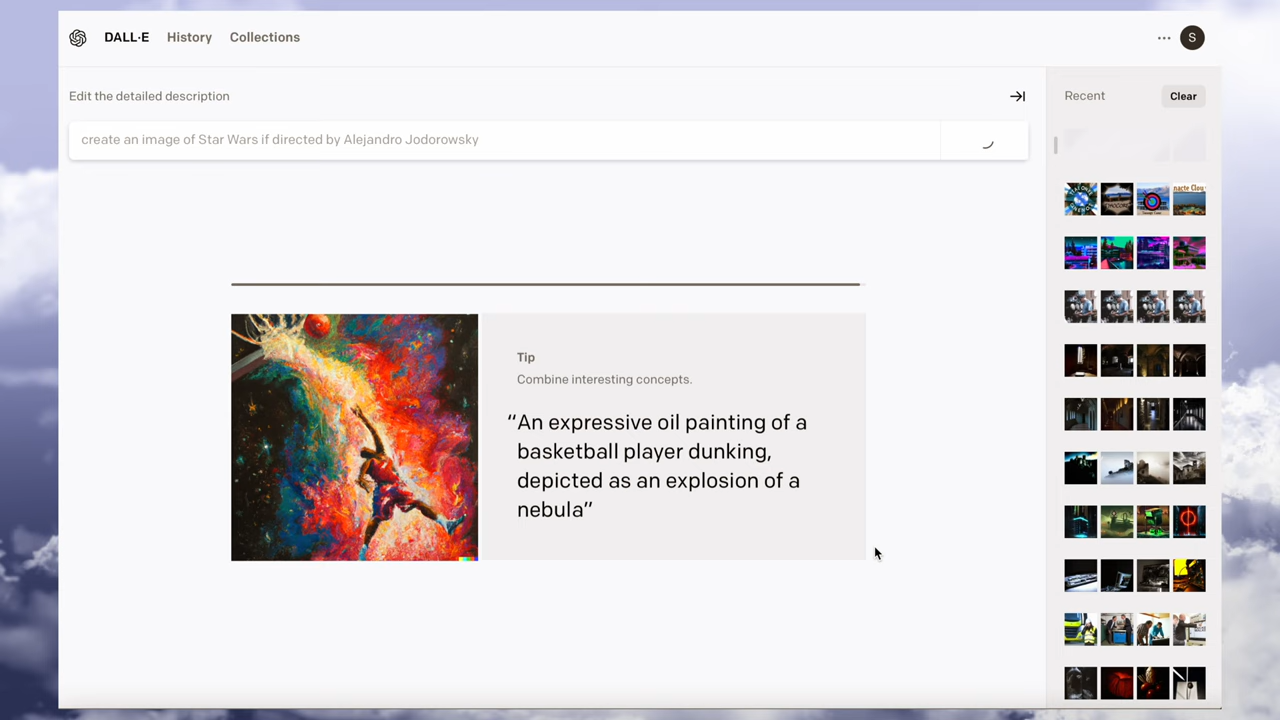 DALL·E History Collections
··· S
Edit the detailed description
Recent Clear
create an image of Star Wars if directed by Alejandro Jodorowsky
Tip
Combine interesting concepts.
“An expressive oil painting of a
basketball player dunking,
depicted as an explosion of a
nebula”